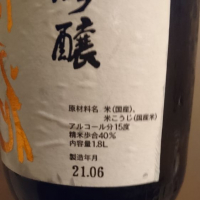 吟醸
原材料名 米(国産)、
米こうじ(国産米)
アルコール分15度
精米歩合40%
内容量1.8L
製造年月
21.06